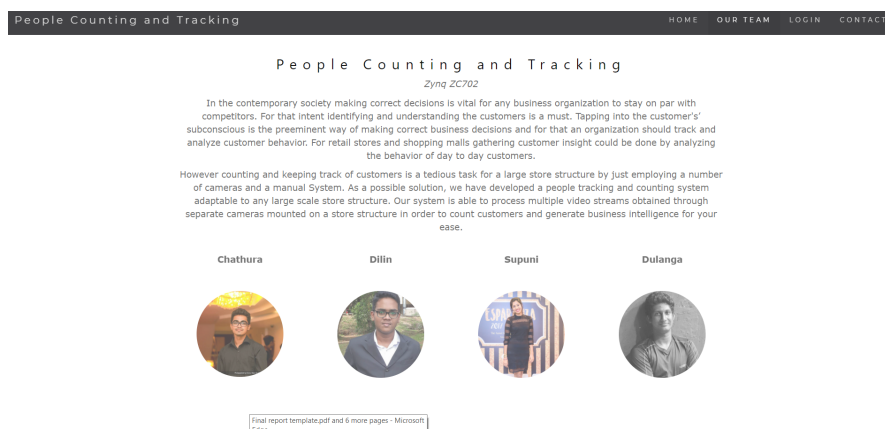 People Counting and Tracking
HOME OUR TEAM LOGIN CONTACT
People Counting and Tracking
Zynq ZC702
In the contemporary society making correct decisions is vital for any business organization to stay on par with
competitors. For that intent identifying and understanding the customers is a must. Tapping into the customer's'
subconscious is the preeminent way of making correct business decisions and for that an organization should track and
analyze customer behavior. For retail stores and shopping malls gathering customer insight could be done by analyzing
the behavior of day to day customers.
However counting and keeping track of customers is a tedious task for a large store structure by just employing a number
of cameras and a manual System. As a possible solution, we have developed a people tracking and counting system
adaptable to any large scale store structure. Our system is able to process multiple video streams obtained through
separate cameras mounted on a store structure in order to count customers and generate business intelligence for your
ease.
Chathura Dilin Supuni Dulanga
Final report template.pdf and 6 more pages - Microsoft